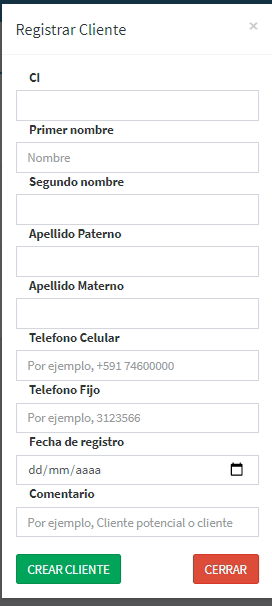 Registrar Cliente ×
CI
Primer nombre
Nombre
Segundo nombre
Apellido Paterno
Apellido Materno
Telefono Celular
Por ejemplo, +591 74600000
Telefono Fijo
Por ejemplo, 3123566
Fecha de registro
dd/mm/aaaa
Comentario
Por ejemplo, Cliente potencial o cliente
CREAR CLIENTE CERRAR